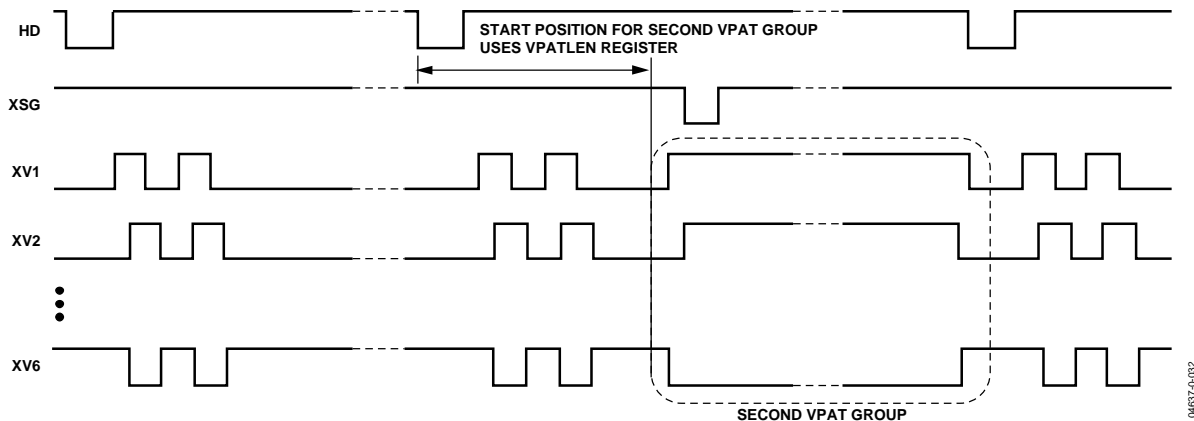 HD
START POSITION FOR SECOND VPAT GROUP
USES VPATLEN REGISTER
XSG
XV1
XV2
XV6
SECOND VPAT GROUP
04637-0-032